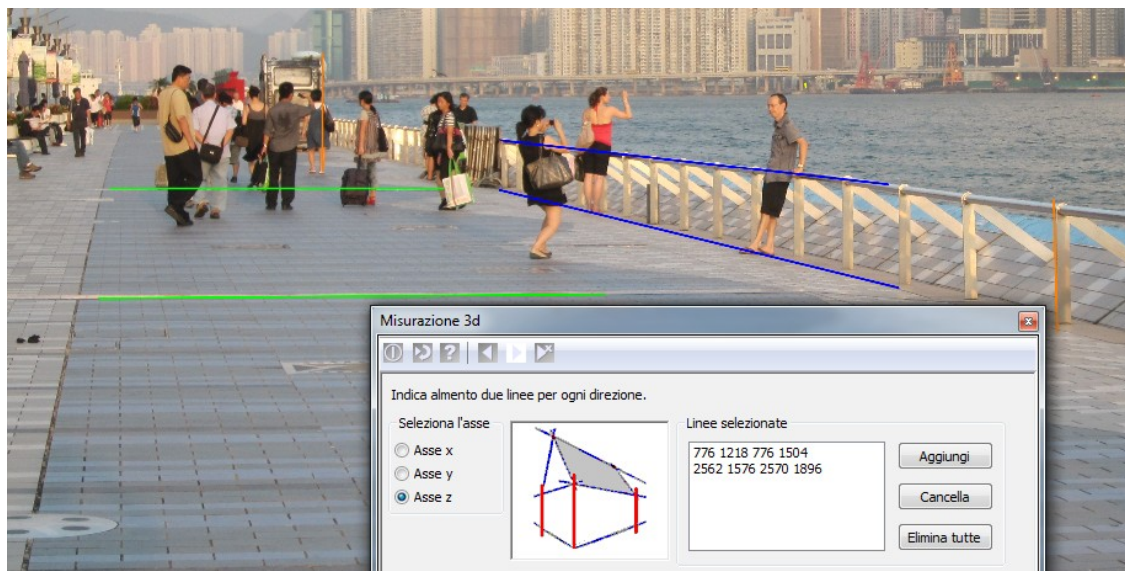 Misurazione 3d
Indica almento due linee per ogni direzione.
Seleziona l'asse
Asse x
Asse y
Asse z
Linee selezionate
776 1218 776 1504
2562 1576 2570 1896
Aggiungi
Cancella
Elimina tutte